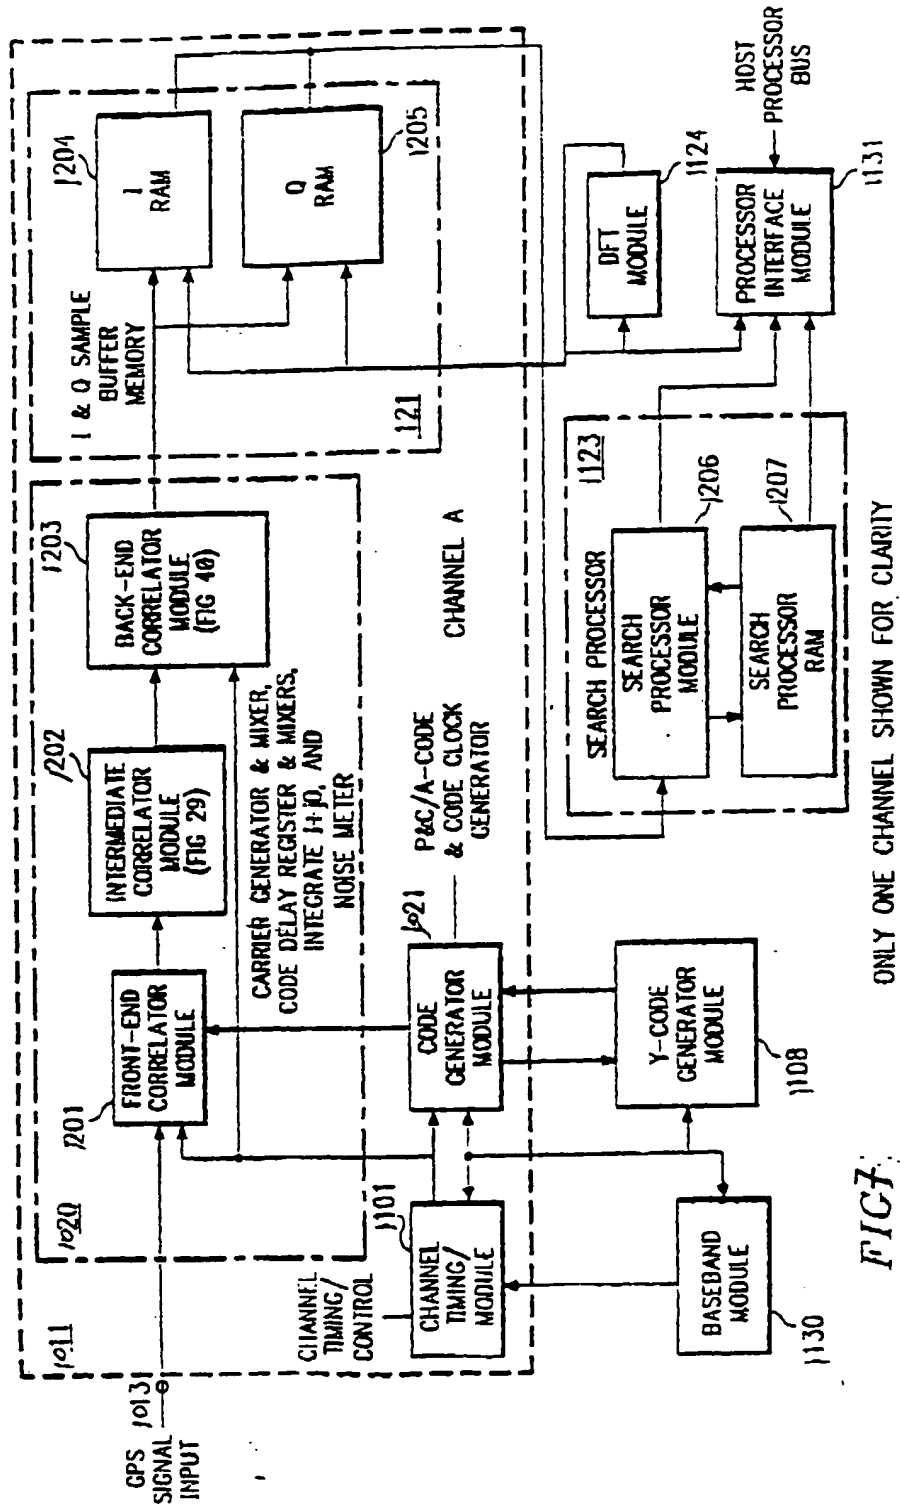 GPS
SIGNAL
INPUT
1013
1011
1020
1201
FRONT-END
CORRELATOR
MODULE
1202
INTERMEDIATE
CORRELATOR
MODULE
(FIG 29)
1203
BACK-END
CORRELATOR
MODULE
(FIG 40)
CARRIER GENERATOR & MIXER,
CODE DELAY REGISTER & MIXERS,
INTEGRATE I+jQ, AND
NOISE METER
I & Q SAMPLE
BUFFER
MEMORY
121
1204
I
RAM
Q
RAM
1205
CHANNEL
TIMING/
CONTROL
1101
CHANNEL
TIMING/
MODULE
CODE
GENERATOR
MODULE
1021
P&C/A-CODE
& CODE CLOCK
GENERATOR
CHANNEL A
BASEBAND
MODULE
1130
Y-CODE
GENERATOR
MODULE
1108
SEARCH PROCESSOR
1123
SEARCH
PROCESSOR
MODULE
1206
SEARCH
PROCESSOR
RAM
1207
DFT
MODULE
1124
PROCESSOR
INTERFACE
MODULE
1131
HOST
PROCESSOR
BUS
ONLY ONE CHANNEL SHOWN FOR CLARITY
FIG 7.